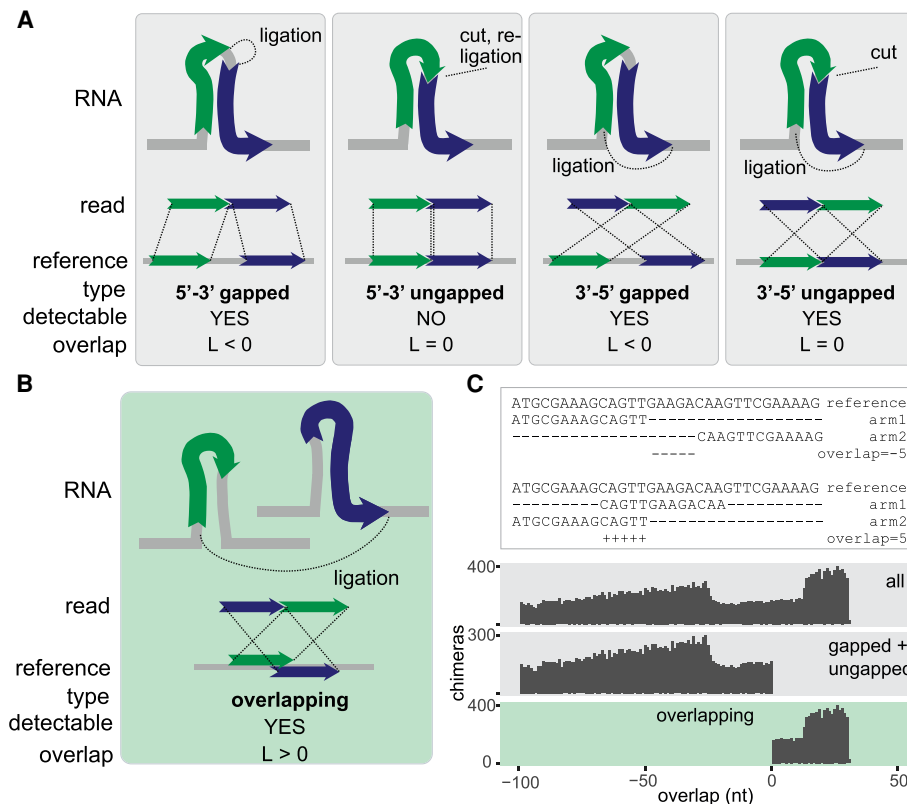 A
ligation
cut, re-
ligation
ligation
cut
ligation
RNA
read
reference
type
5'-3' gapped
5'-3' ungapped
3'-5' gapped
3'-5' ungapped
detectable
YES
NO
YES
YES
overlap
L < 0
L = 0
L < 0
L = 0
B
RNA
ligation
read
reference
type
overlapping
detectable
YES
overlap
L > 0
C
ATGCGAAAGCAGTTGAAGACAAGTTCGAAAAG reference
ATGCGAAAGCAGTT------------------ arm1
-------------------CAAGTTCGAAAAG arm2
----- overlap=-5
ATGCGAAAGCAGTTGAAGACAAGTTCGAAAAG reference
---------CAGTTGAAGACAA---------- arm1
ATGCGAAAGCAGTT------------------ arm2
+++++ overlap=5
400
all
300
gapped +
ungapped
chimeras
400
overlapping
0
−100
−50
0
50
overlap (nt)